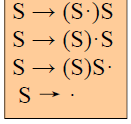 S → (S·)S
S → (S)·S
S → (S)S·
S → ·